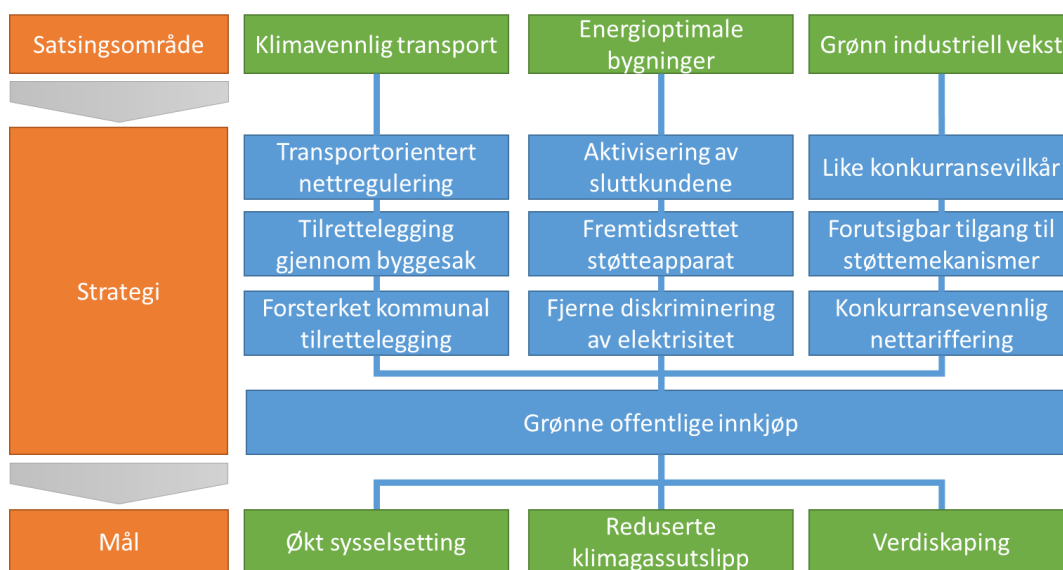 Satsingsområde
Klimavennlig transport
Energioptimale
bygninger
Grønn industriell vekst
Strategi
Transportorientert
nettregulering
Aktivisering av
sluttkundene
Like konkurransevilkår
Tilrettelegging
gjennom byggesak
Fremtidsrettet
støtteapparat
Forutsigbar tilgang til
støttemekanismer
Forsterket kommunal
tilrettelegging
Fjerne diskriminering
av elektrisitet
Konkurransevennlig
nettariffering
Grønne offentlige innkjøp
Mål
Økt sysselsetting
Reduserte
klimagassutslipp
Verdiskaping